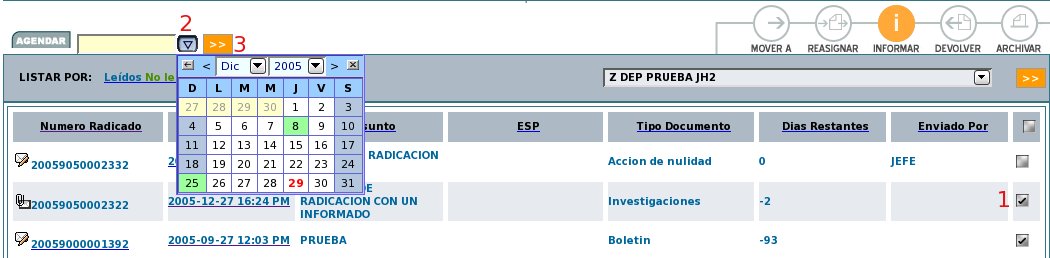 2
AGENDAR >> 3
MOVER A REASIGNAR INFORMAR DEVOLVER ARCHIVAR
LISTAR POR: Leídos No le
< Dic 2005 >
D L M M J V S
27 28 29 30 1 2 3
4 5 6 7 8 9 10
11 12 13 14 15 16 17
18 19 20 21 22 23 24
25 26 27 28 29 30 31
Z DEP PRUEBA JH2 >>
Numero Radicado sunto ESP Tipo Documento Dias Restantes Enviado Por
20059050002332 2 RADICACION Accion de nulidad 0 JEFE
DE
20059050002322 2005-12-27 16:24 PM RADICACION CON UN Investigaciones -2 1
INFORMADO
20059000001392 2005-09-27 12:03 PM PRUEBA Boletin -93